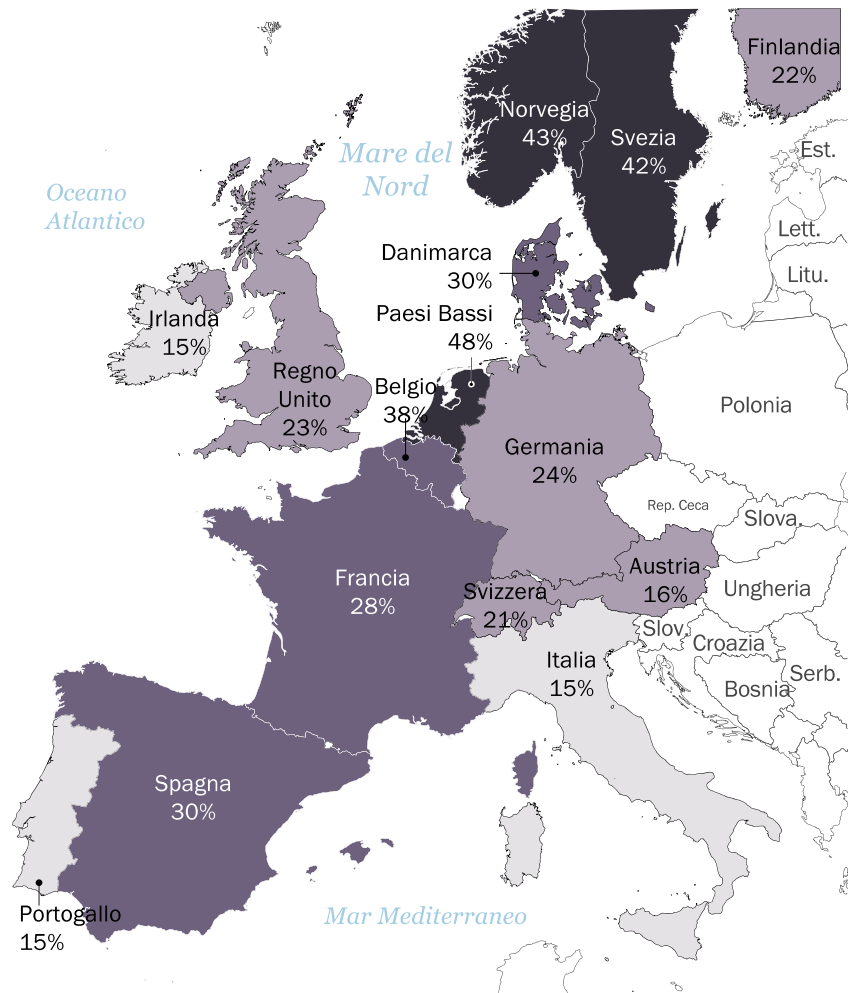 Finlandia
22%
Norvegia
43%
Svezia
42%
Mare del
Nord
Est.
Oceano
Atlantico
Lett.
Danimarca
30%
Litu.
Irlanda
15%
Paesi Bassi
48%
Regno
Unito
23%
Belgio
38%
Polonia
Germania
24%
Rep. Ceca
Slova.
Francia
28%
Svizzera
21%
Austria
16%
Ungheria
Slov.
Croazia
Italia
15%
Bosnia
Serb.
Spagna
30%
Portogallo
15%
Mar Mediterraneo